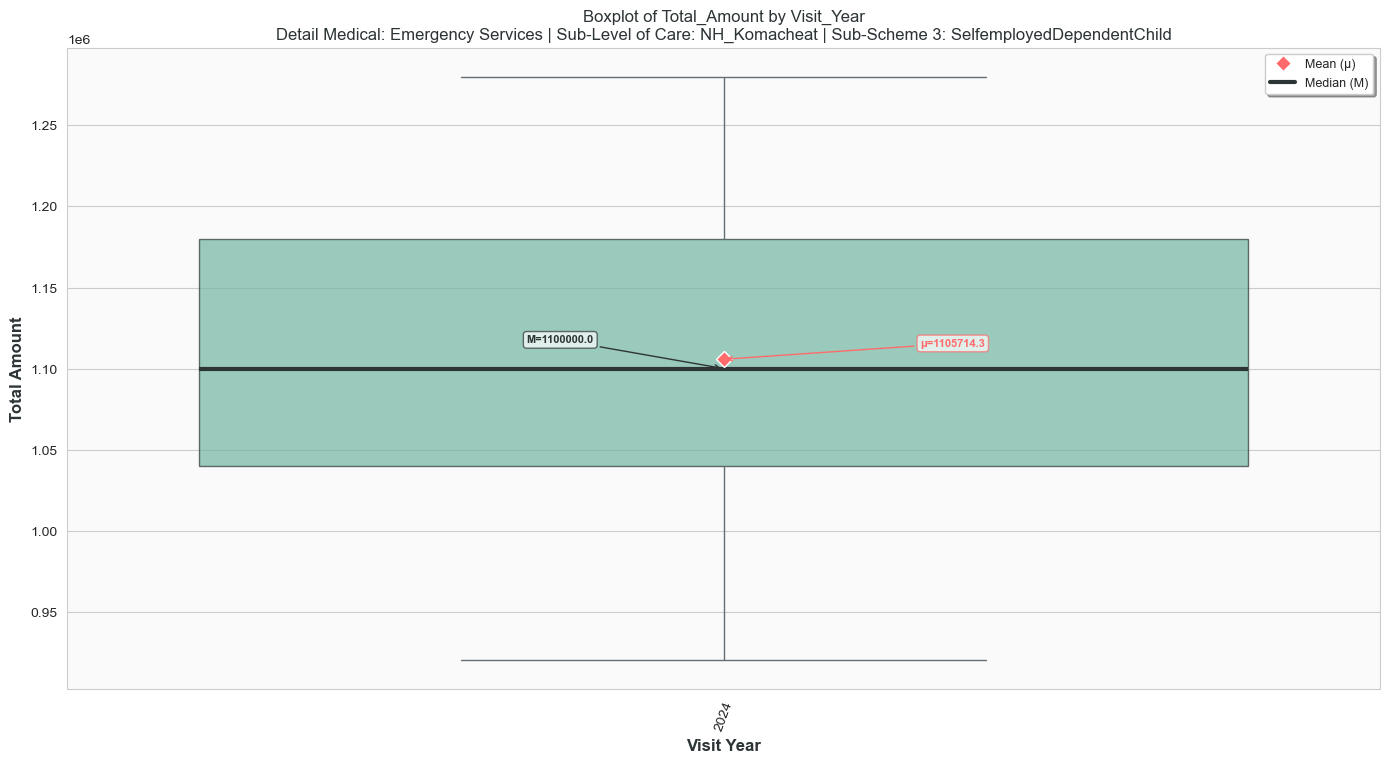 Boxplot of Total_Amount by Visit_Year
Detail Medical: Emergency Services | Sub-Level of Care: NH_Komacheat | Sub-Scheme 3: SelfemployedDependentChild
1e6
Mean (μ)
Median (M)
1.25
1.20
1.15
1.10
1.05
1.00
0.95
Total Amount
M=1100000.0
μ=1105714.3
2024
Visit Year